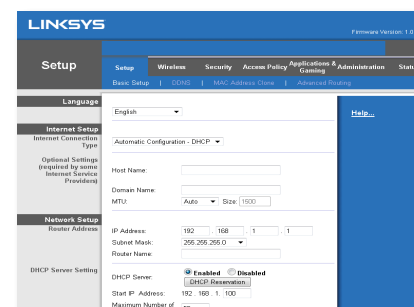 LINKSYS
Firmware Version: 1.0
Setup
Setup Wireless Security Access Policy Applications & Gaming Administration Statu
Basic Setup | DDNS | MAC Address Clone | Advanced Routing
Language
English
Help...
Internet Setup
Internet Connection Type
Automatic Configuration - DHCP
Optional Settings
(required by some
Internet Service
Providers)
Host Name:
Domain Name:
MTU: Auto Size: 1500
Network Setup
Router Address
IP Address: 192 . 168 . 1 . 1
Subnet Mask: 255.255.255.0
Router Name:
DHCP Server Setting
DHCP Server: Enabled Disabled
DHCP Reservation
Start IP Address: 192 . 168 . 1. 100
Maximum Number of